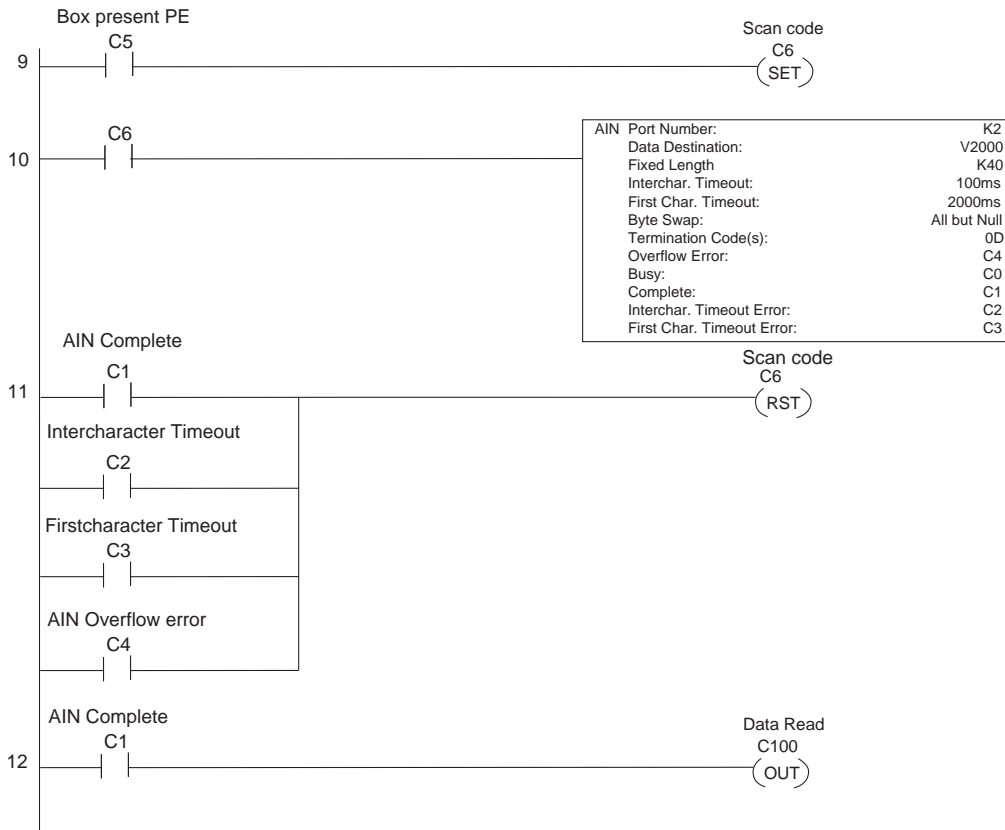 Box present PE
C5
Scan code
C6
SET
9
C6
10
AIN Port Number: K2
Data Destination: V2000
Fixed Length K40
Interchar. Timeout: 100ms
First Char. Timeout: 2000ms
Byte Swap: All but Null
Termination Code(s): 0D
Overflow Error: C4
Busy: C0
Complete: C1
Interchar. Timeout Error: C2
First Char. Timeout Error: C3
AIN Complete
C1
Scan code
C6
RST
11
Intercharacter Timeout
C2
Firstcharacter Timeout
C3
AIN Overflow error
C4
AIN Complete
C1
Data Read
C100
OUT
12